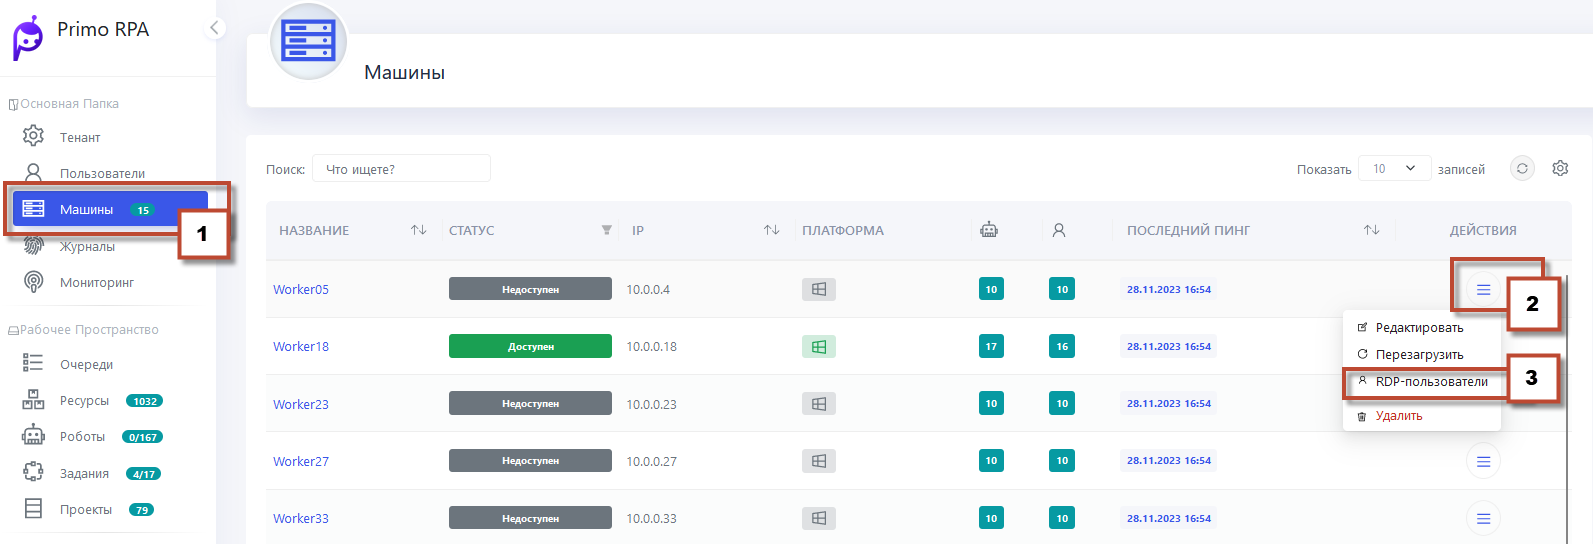 Primo RPA
Машины
Основная Папка
Тенант
Пользователи
Машины 15
1
Журналы
Мониторинг
Рабочее Пространство
Очереди
Ресурсы 1032
Роботы 0/167
Задания 4/17
Проекты 79
Поиск: Что ищете? Показать 10 записей
НАЗВАНИЕ СТАТУС IP ПЛАТФОРМА ПОСЛЕДНИЙ ПИНГ ДЕЙСТВИЯ
Worker05 Недоступен 10.0.0.4 10 10 28.11.2023 16:54
2
Редактировать
Worker18 Доступен 10.0.0.18 17 16 28.11.2023 16:54
Перезагрузить
RDP-пользователи
3
Worker23 Недоступен 10.0.0.23 10 10 28.11.2023 16:54
Удалить
Worker27 Недоступен 10.0.0.27 10 10 28.11.2023 16:54
Worker33 Недоступен 10.0.0.33 10 10 28.11.2023 16:54